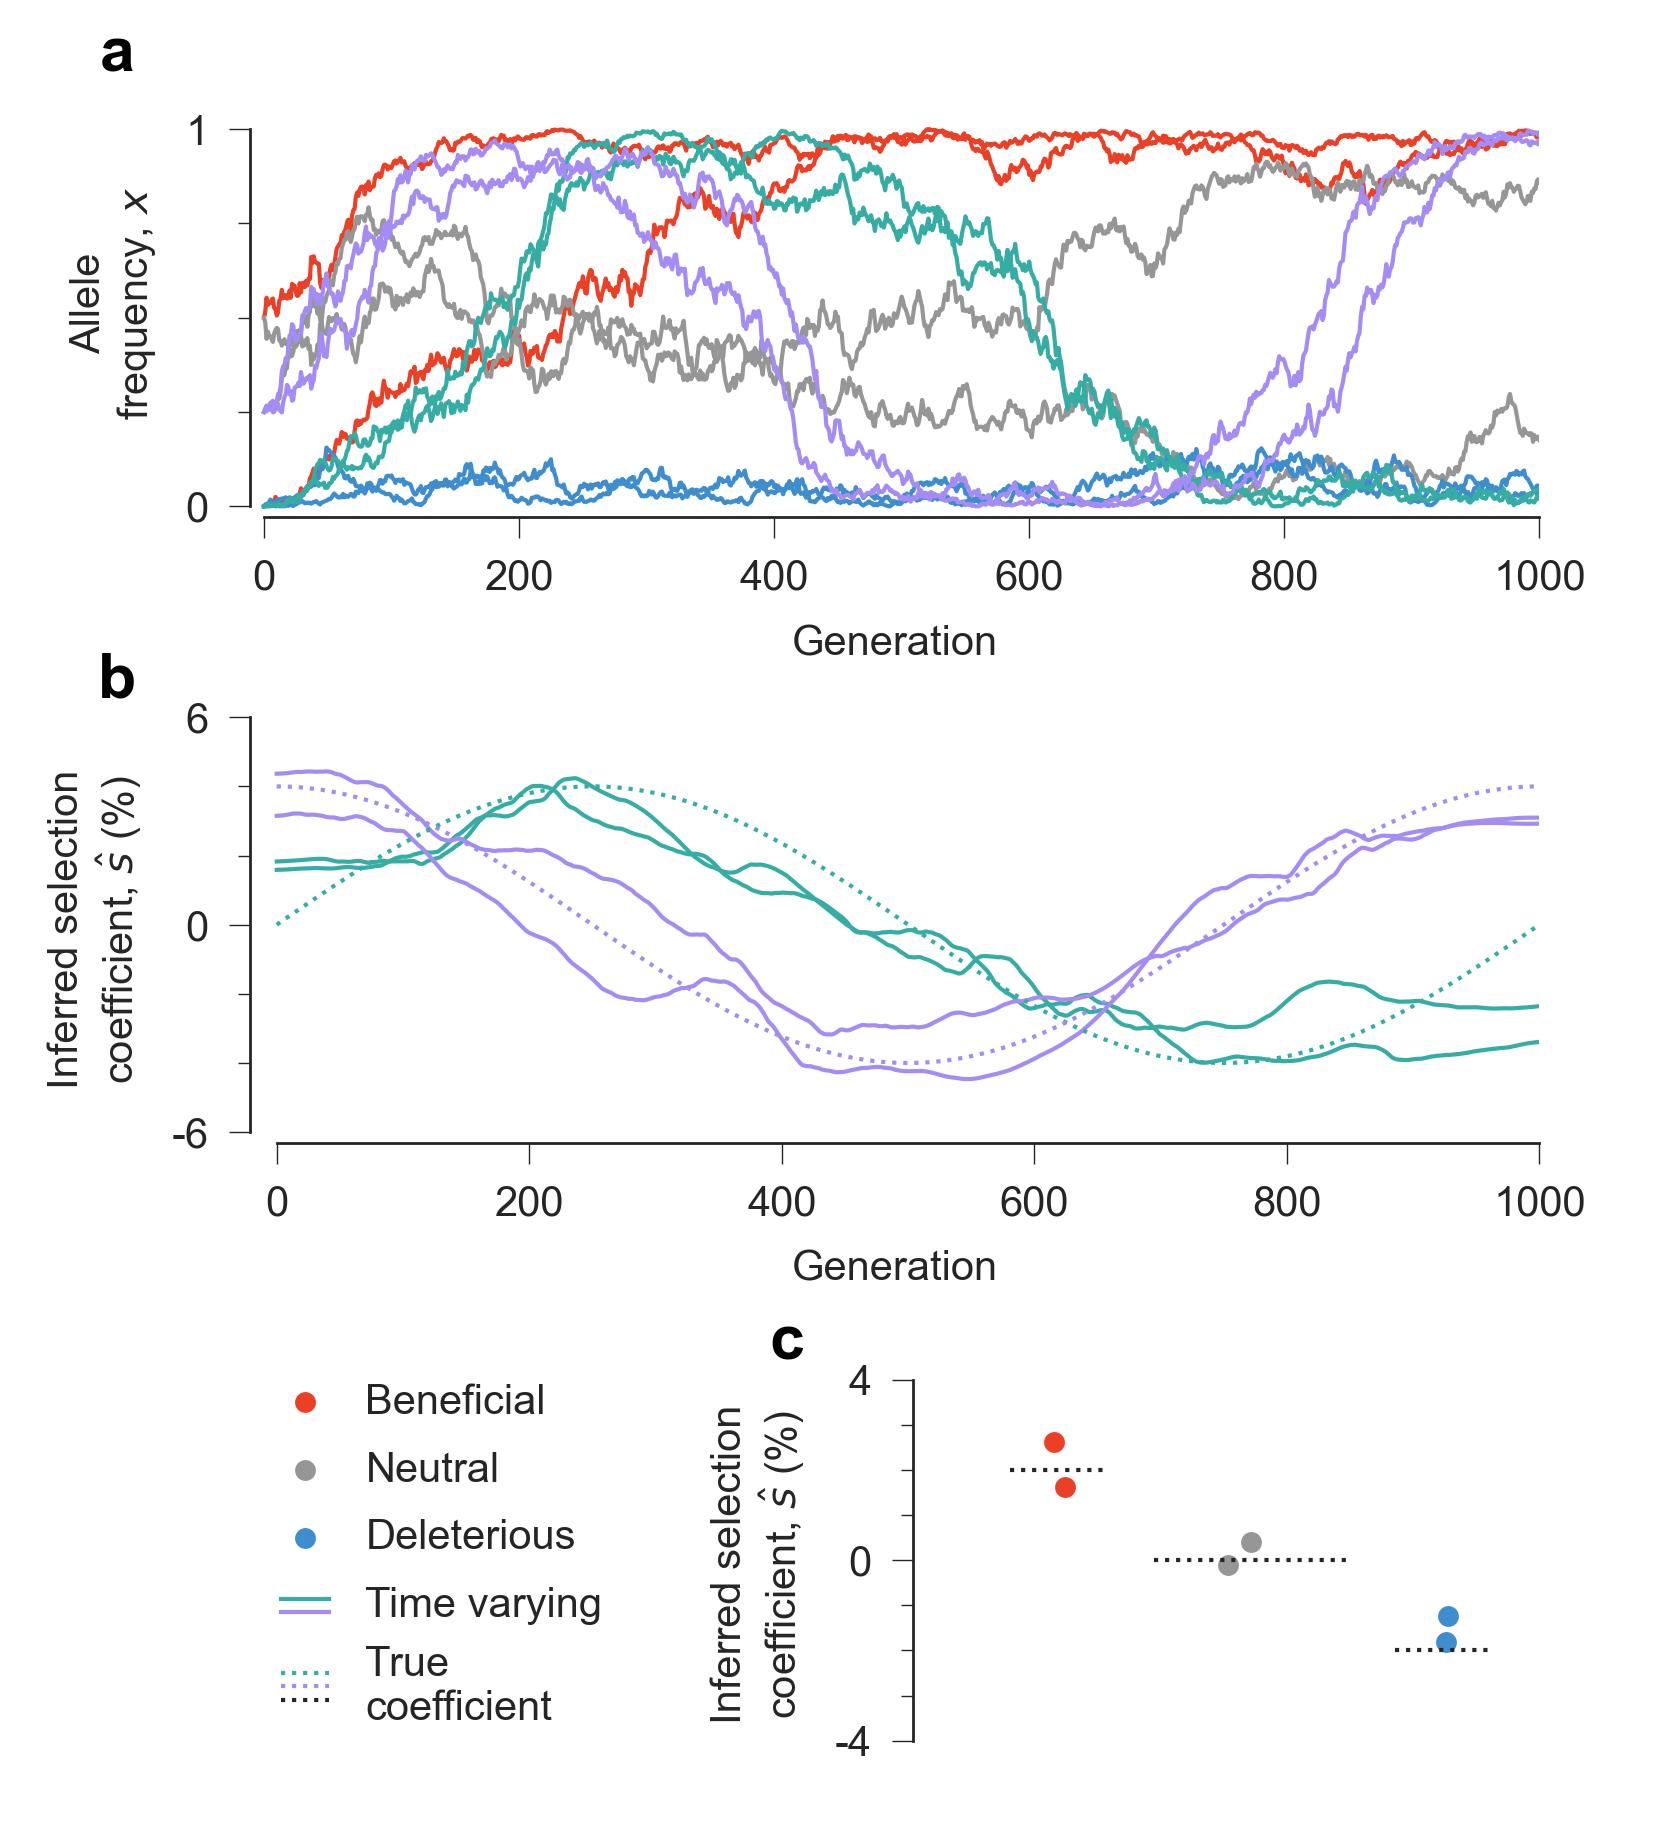 a
1
0
Allele
frequency, x
0 200 400 600 800 1000
Generation
b
6
0
-6
Inferred selection
coefficient, ŝ (%)
0 200 400 600 800 1000
Generation
Beneficial
Neutral
Deleterious
Time varying
True
coefficient
c
4
0
-4
Inferred selection
coefficient, ŝ (%)